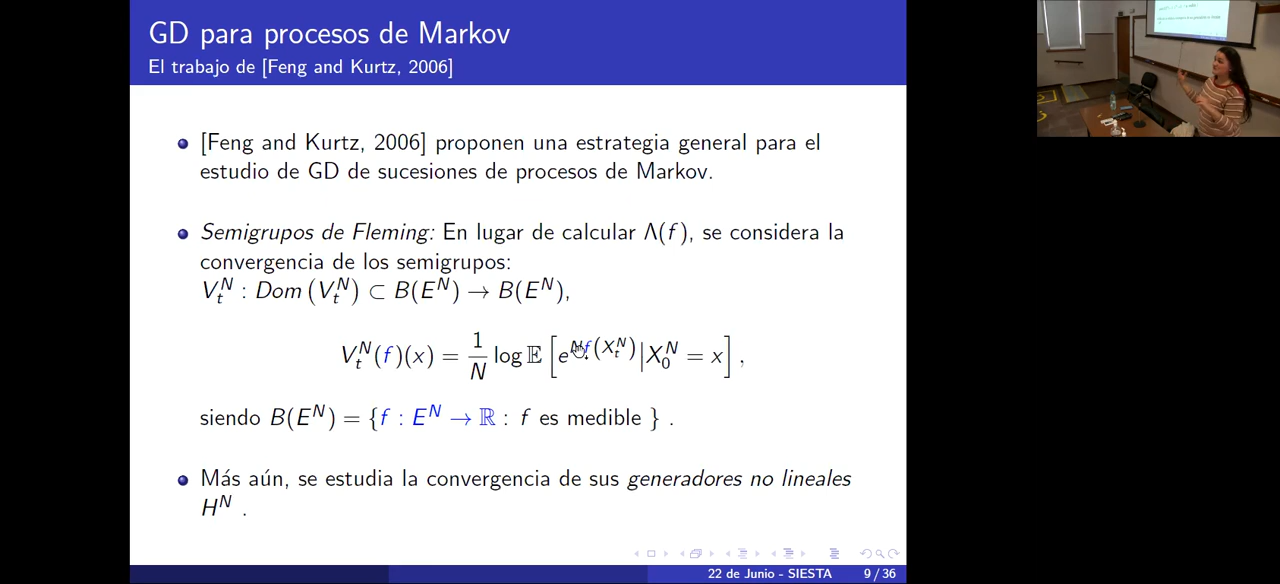 GD para procesos de Markov
El trabajo de [Feng and Kurtz, 2006]
[Feng and Kurtz, 2006] proponen una estrategia general para el
estudio de GD de sucesiones de procesos de Markov.
Semigrupos de Fleming: En lugar de calcular Λ(f), se considera la
convergencia de los semigrupos:
V_t^N : Dom (V_t^N) ⊂ B(E^N) → B(E^N),
V_t^N(f)(x) = 1/N log 𝔼 [e^{Nf(X_t^N)} | X_0^N = x],
siendo B(E^N) = {f : E^N → ℝ : f es medible } .
Más aún, se estudia la convergencia de sus generadores no lineales
H^N .
22 de Junio - SIESTA 9 / 36